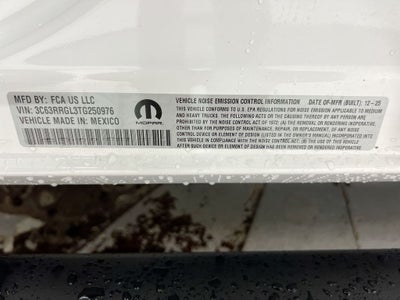 MFD BY: FCA US LLC
VIN: 3C63RRGL3TG250976
VEHICLE MADE IN: MEXICO
MOPAR
VEHICLE NOISE EMISSION CONTROL INFORMATION DATE OF-MFR (BUILT): 12-25
THIS VEHICLE CONFORMS TO U.S. EPA REGULATIONS FOR NOISE EMISSION APPLICABLE TO MEDIUM
AND HEAVY TRUCKS. THE FOLLOWING ACTS OR THE CAUSING THEREOF BY ANY PERSON
ARE PROHIBITED BY THE NOISE CONTROL ACT OF 1972: (A) THE REMOVAL OR RENDERING INOPERATIVE,
OTHER THAN FOR PURPOSES OF MAINTENANCE, REPAIR, OR REPLACEMENT, OF ANY NOISE CONTROL
DEVICE OR ELEMENT OF DESIGN (LISTED IN THE OWNER'S MANUAL) INCORPORATED INTO THIS VEHICLE
IN COMPLIANCE WITH THE NOISE CONTROL ACT; (B) THE USE OF THIS VEHICLE AFTER SUCH
DEVICE OR ELEMENT OF DESIGN HAS BEEN REMOVED OR RENDERED INOPERATIVE.